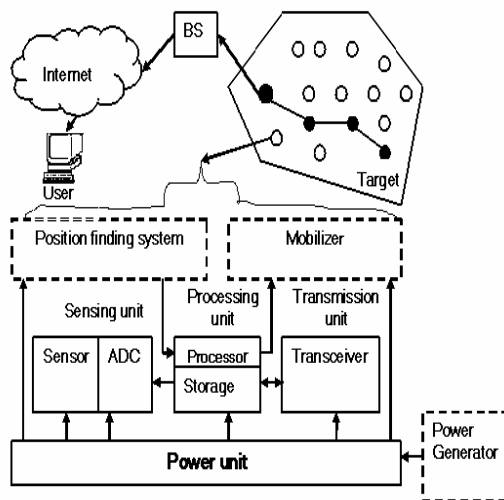 BS
Internet
User
Target
Position finding system
Mobilizer
Sensing unit
Processing
unit
Transmission
unit
Sensor
ADC
Processor
Storage
Transceiver
Power unit
Power
Generator